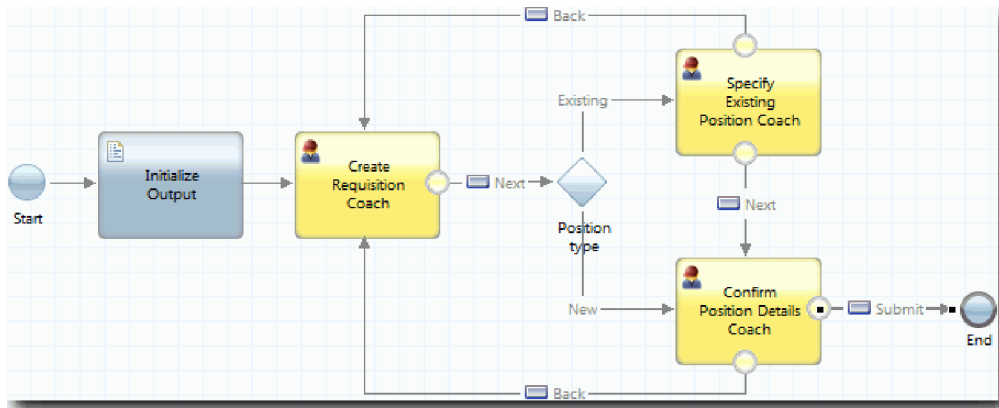 Back
Specify
Existing
Position Coach
Existing
Initialize
Output
Create
Requisition
Coach
Next
Start
Next
Position
type
Confirm
Position Details
Coach
New
Submit
End
Back